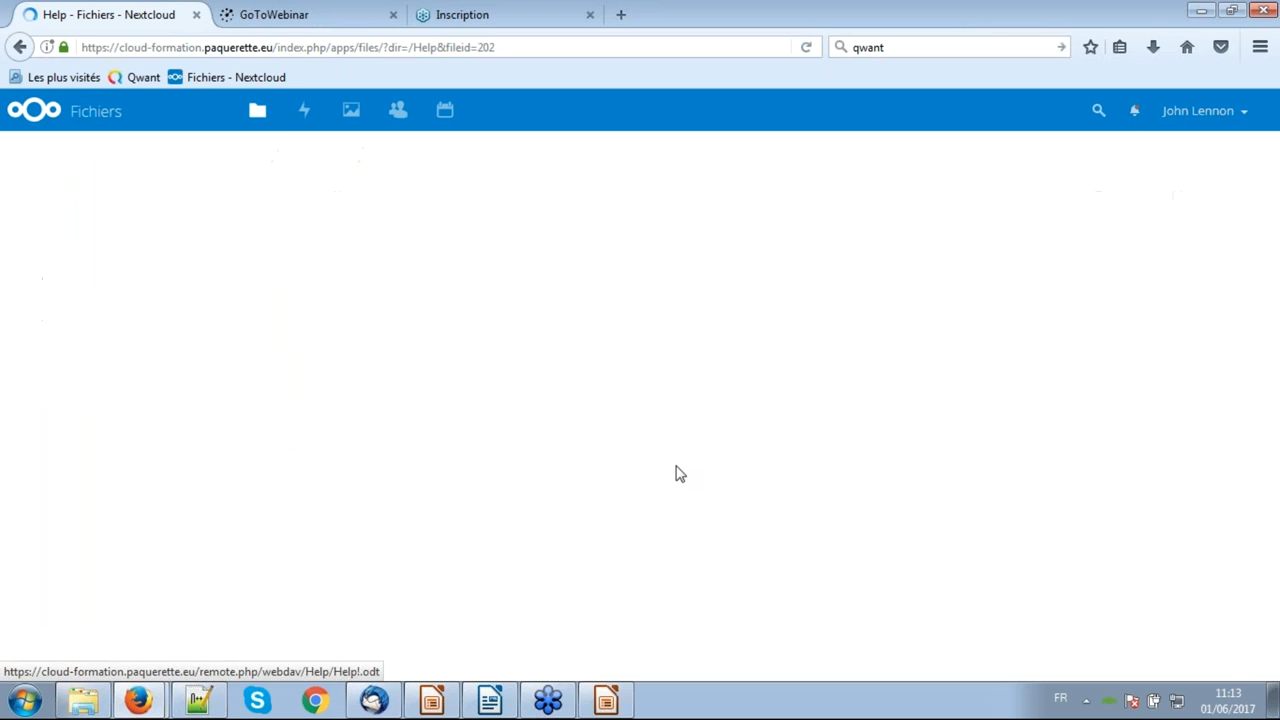 Help - Fichiers - Nextcloud
GoToWebinar
Inscription
https://cloud-formation.paquerette.eu/index.php/apps/files/?dir=/Help&fileid=202
qwant
Les plus visités
Qwant
Fichiers - Nextcloud
Fichiers
John Lennon
https://cloud-formation.paquerette.eu/remote.php/webdav/Help/Help!.odt
FR
11:13
01/06/2017